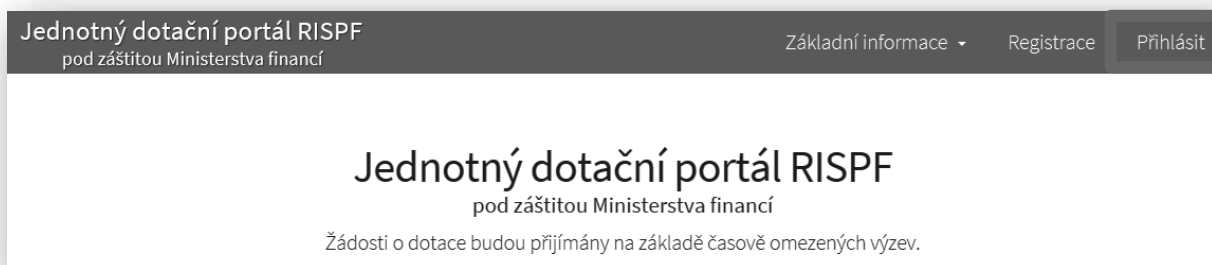 Jednotný dotační portál RISPF
pod záštitou Ministerstva financí
Základní informace
Registrace
Přihlásit
Jednotný dotační portál RISPF
pod záštitou Ministerstva financí
Žádosti o dotace budou přijímány na základě časově omezených výzev.